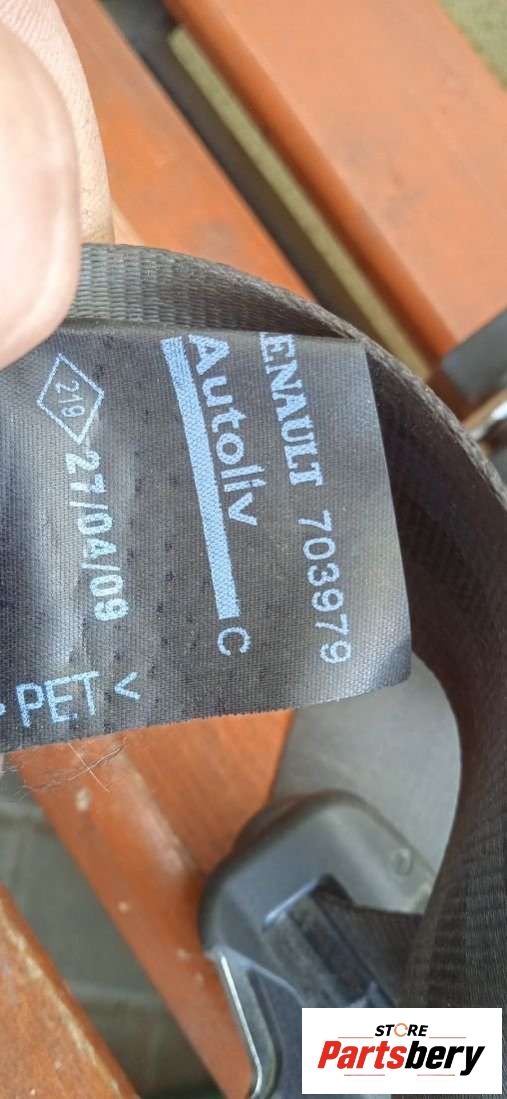 ENAULT 703979
Autoliv
C
219 27/04/09
PET <
STORE
Partsbery